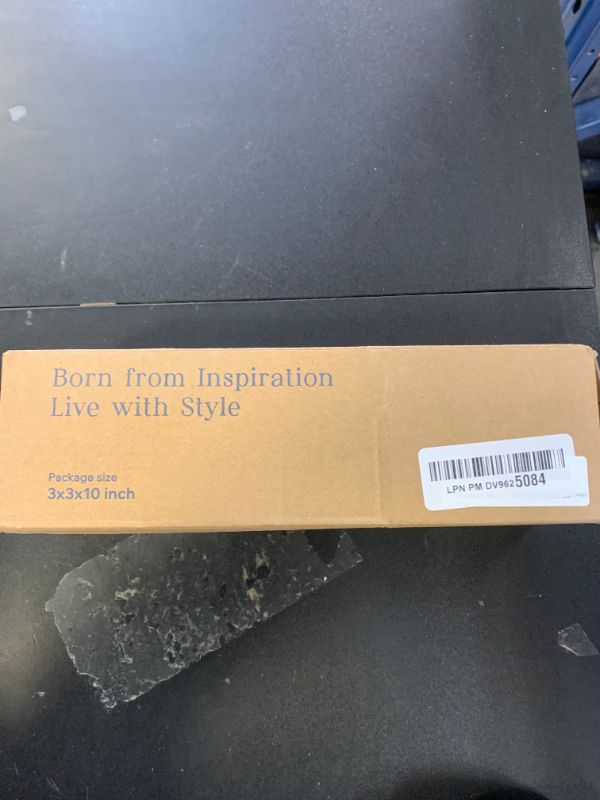 Born from Inspiration
Live with Style
Package size
3x3x10 inch
LPN PM DV9625084